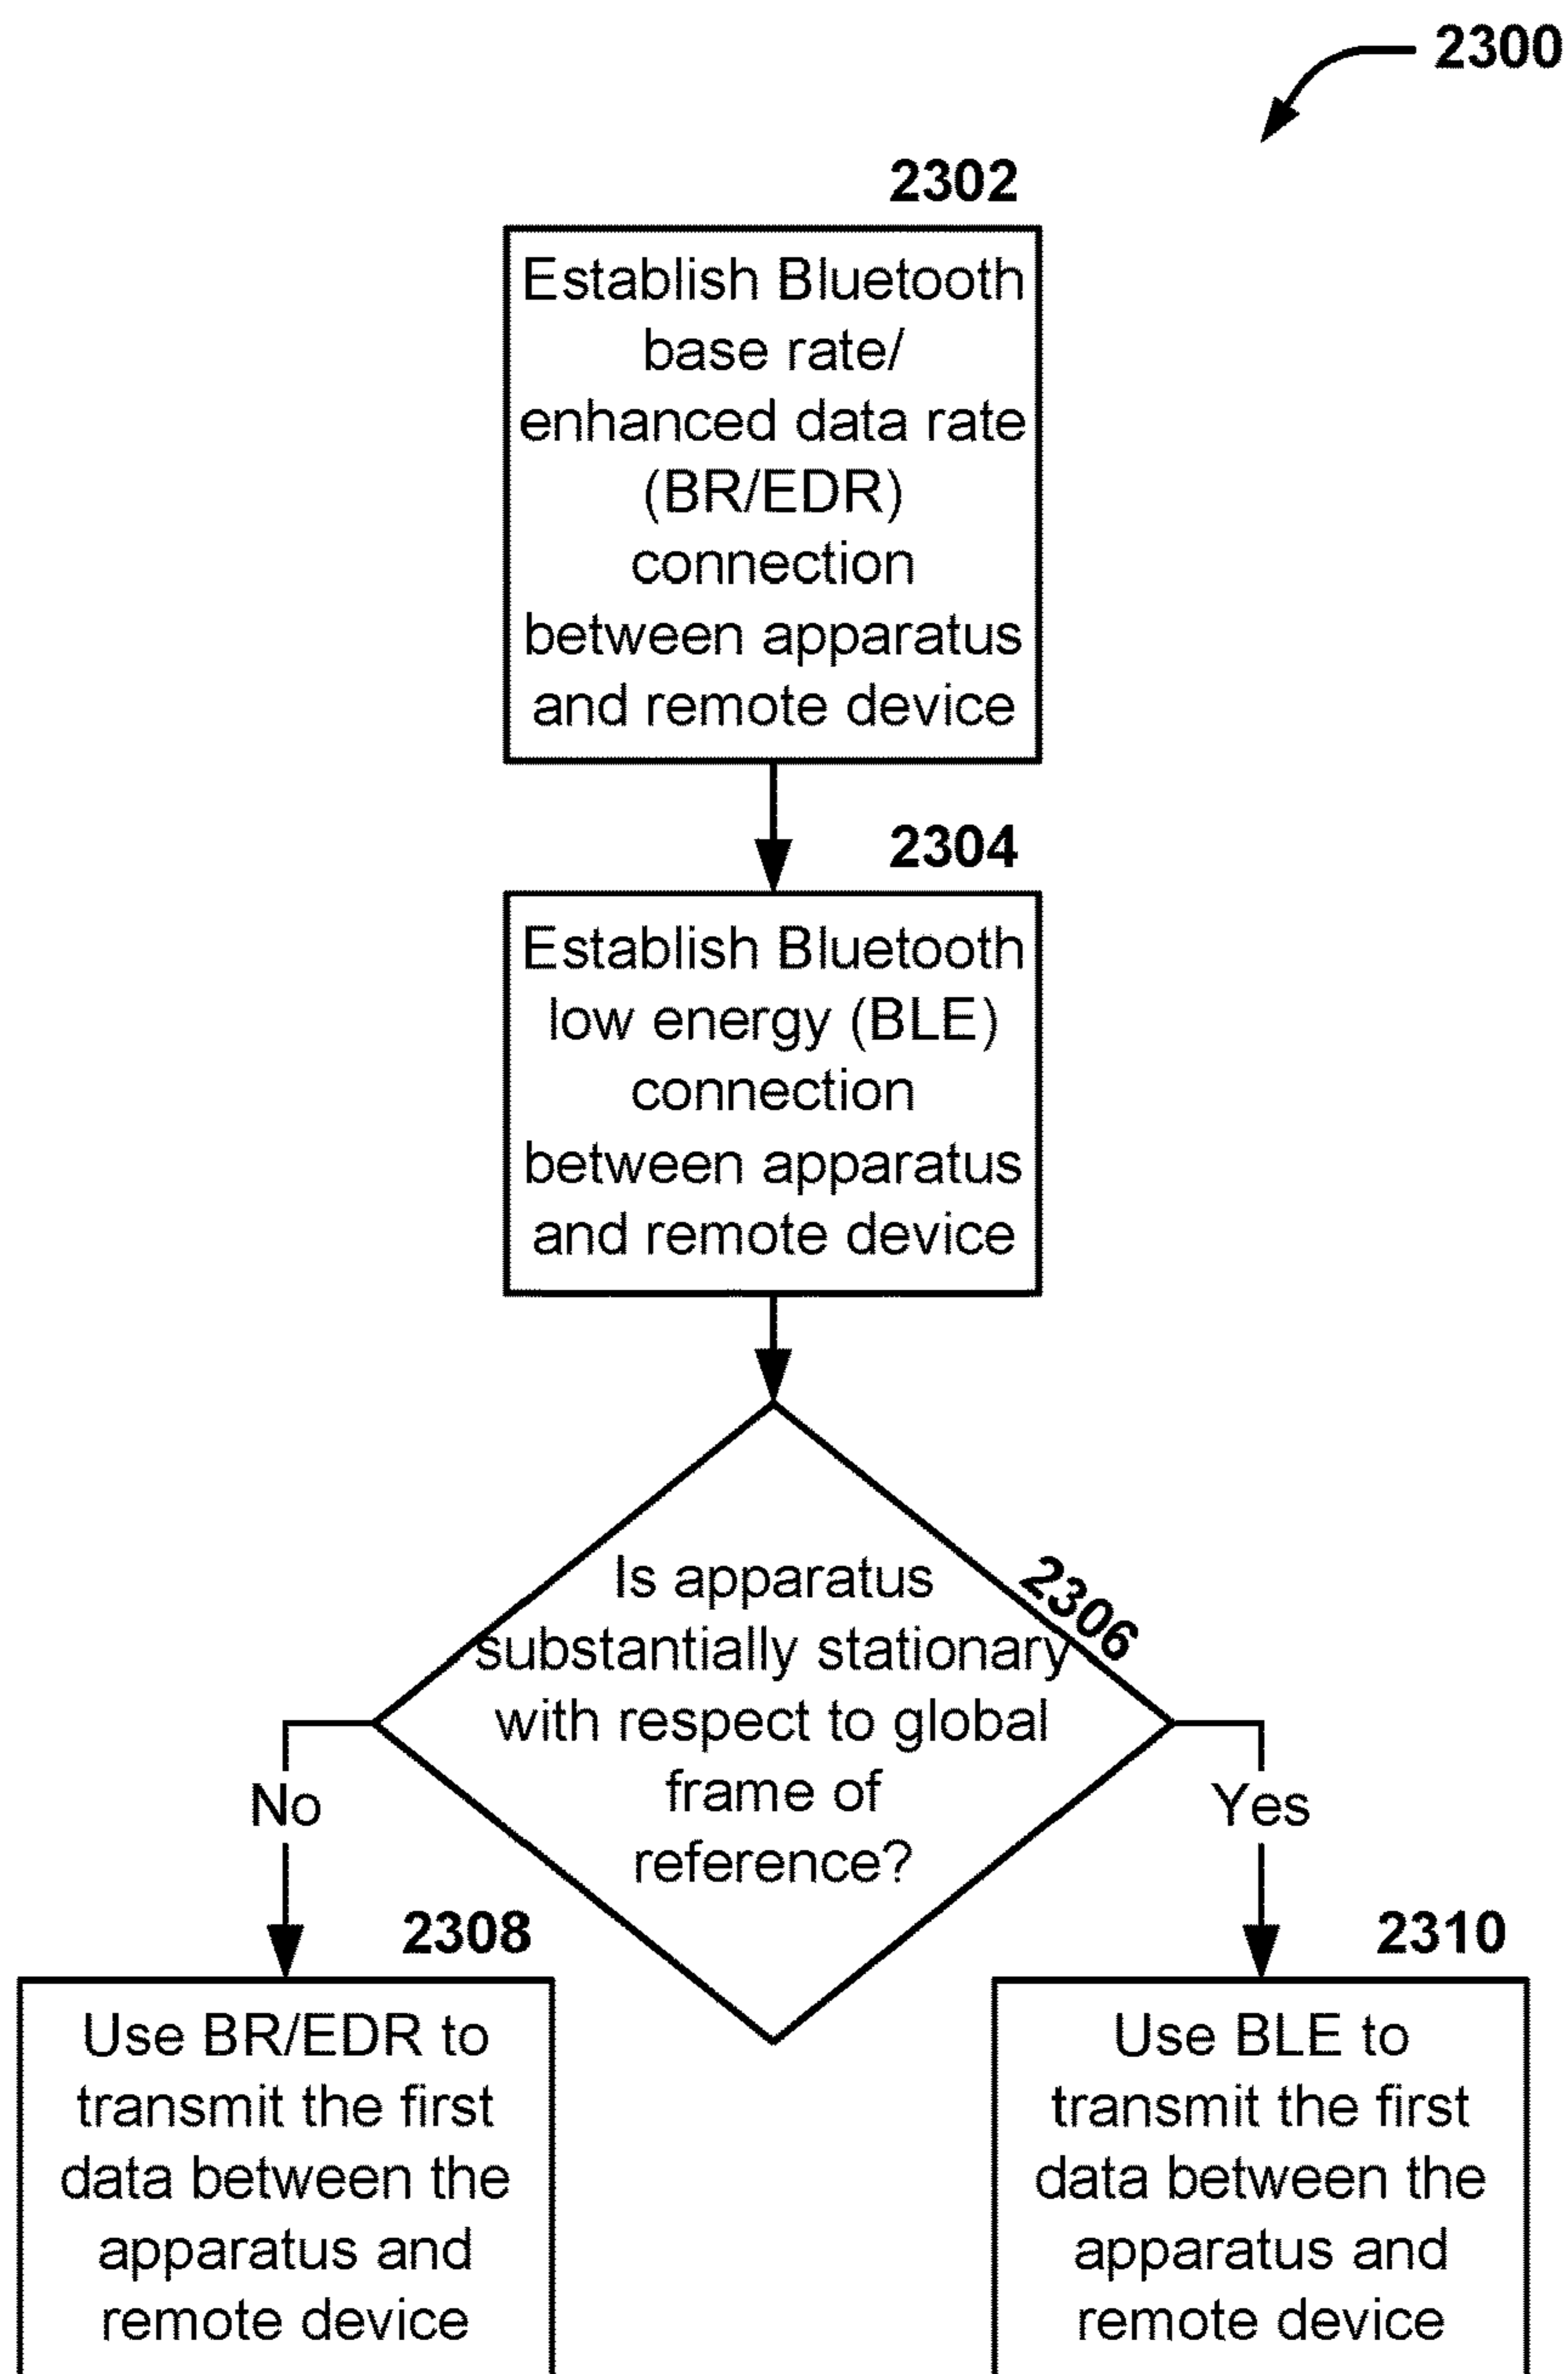 2300
2302
Establish Bluetooth
base rate/
enhanced data rate
(BR/EDR)
connection
between apparatus
and remote device
2304
Establish Bluetooth
low energy (BLE)
connection
between apparatus
and remote device
2306
Is apparatus
substantially stationary
with respect to global
frame of
reference?
No
Yes
2308
Use BR/EDR to
transmit the first
data between the
apparatus and
remote device
2310
Use BLE to
transmit the first
data between the
apparatus and
remote device